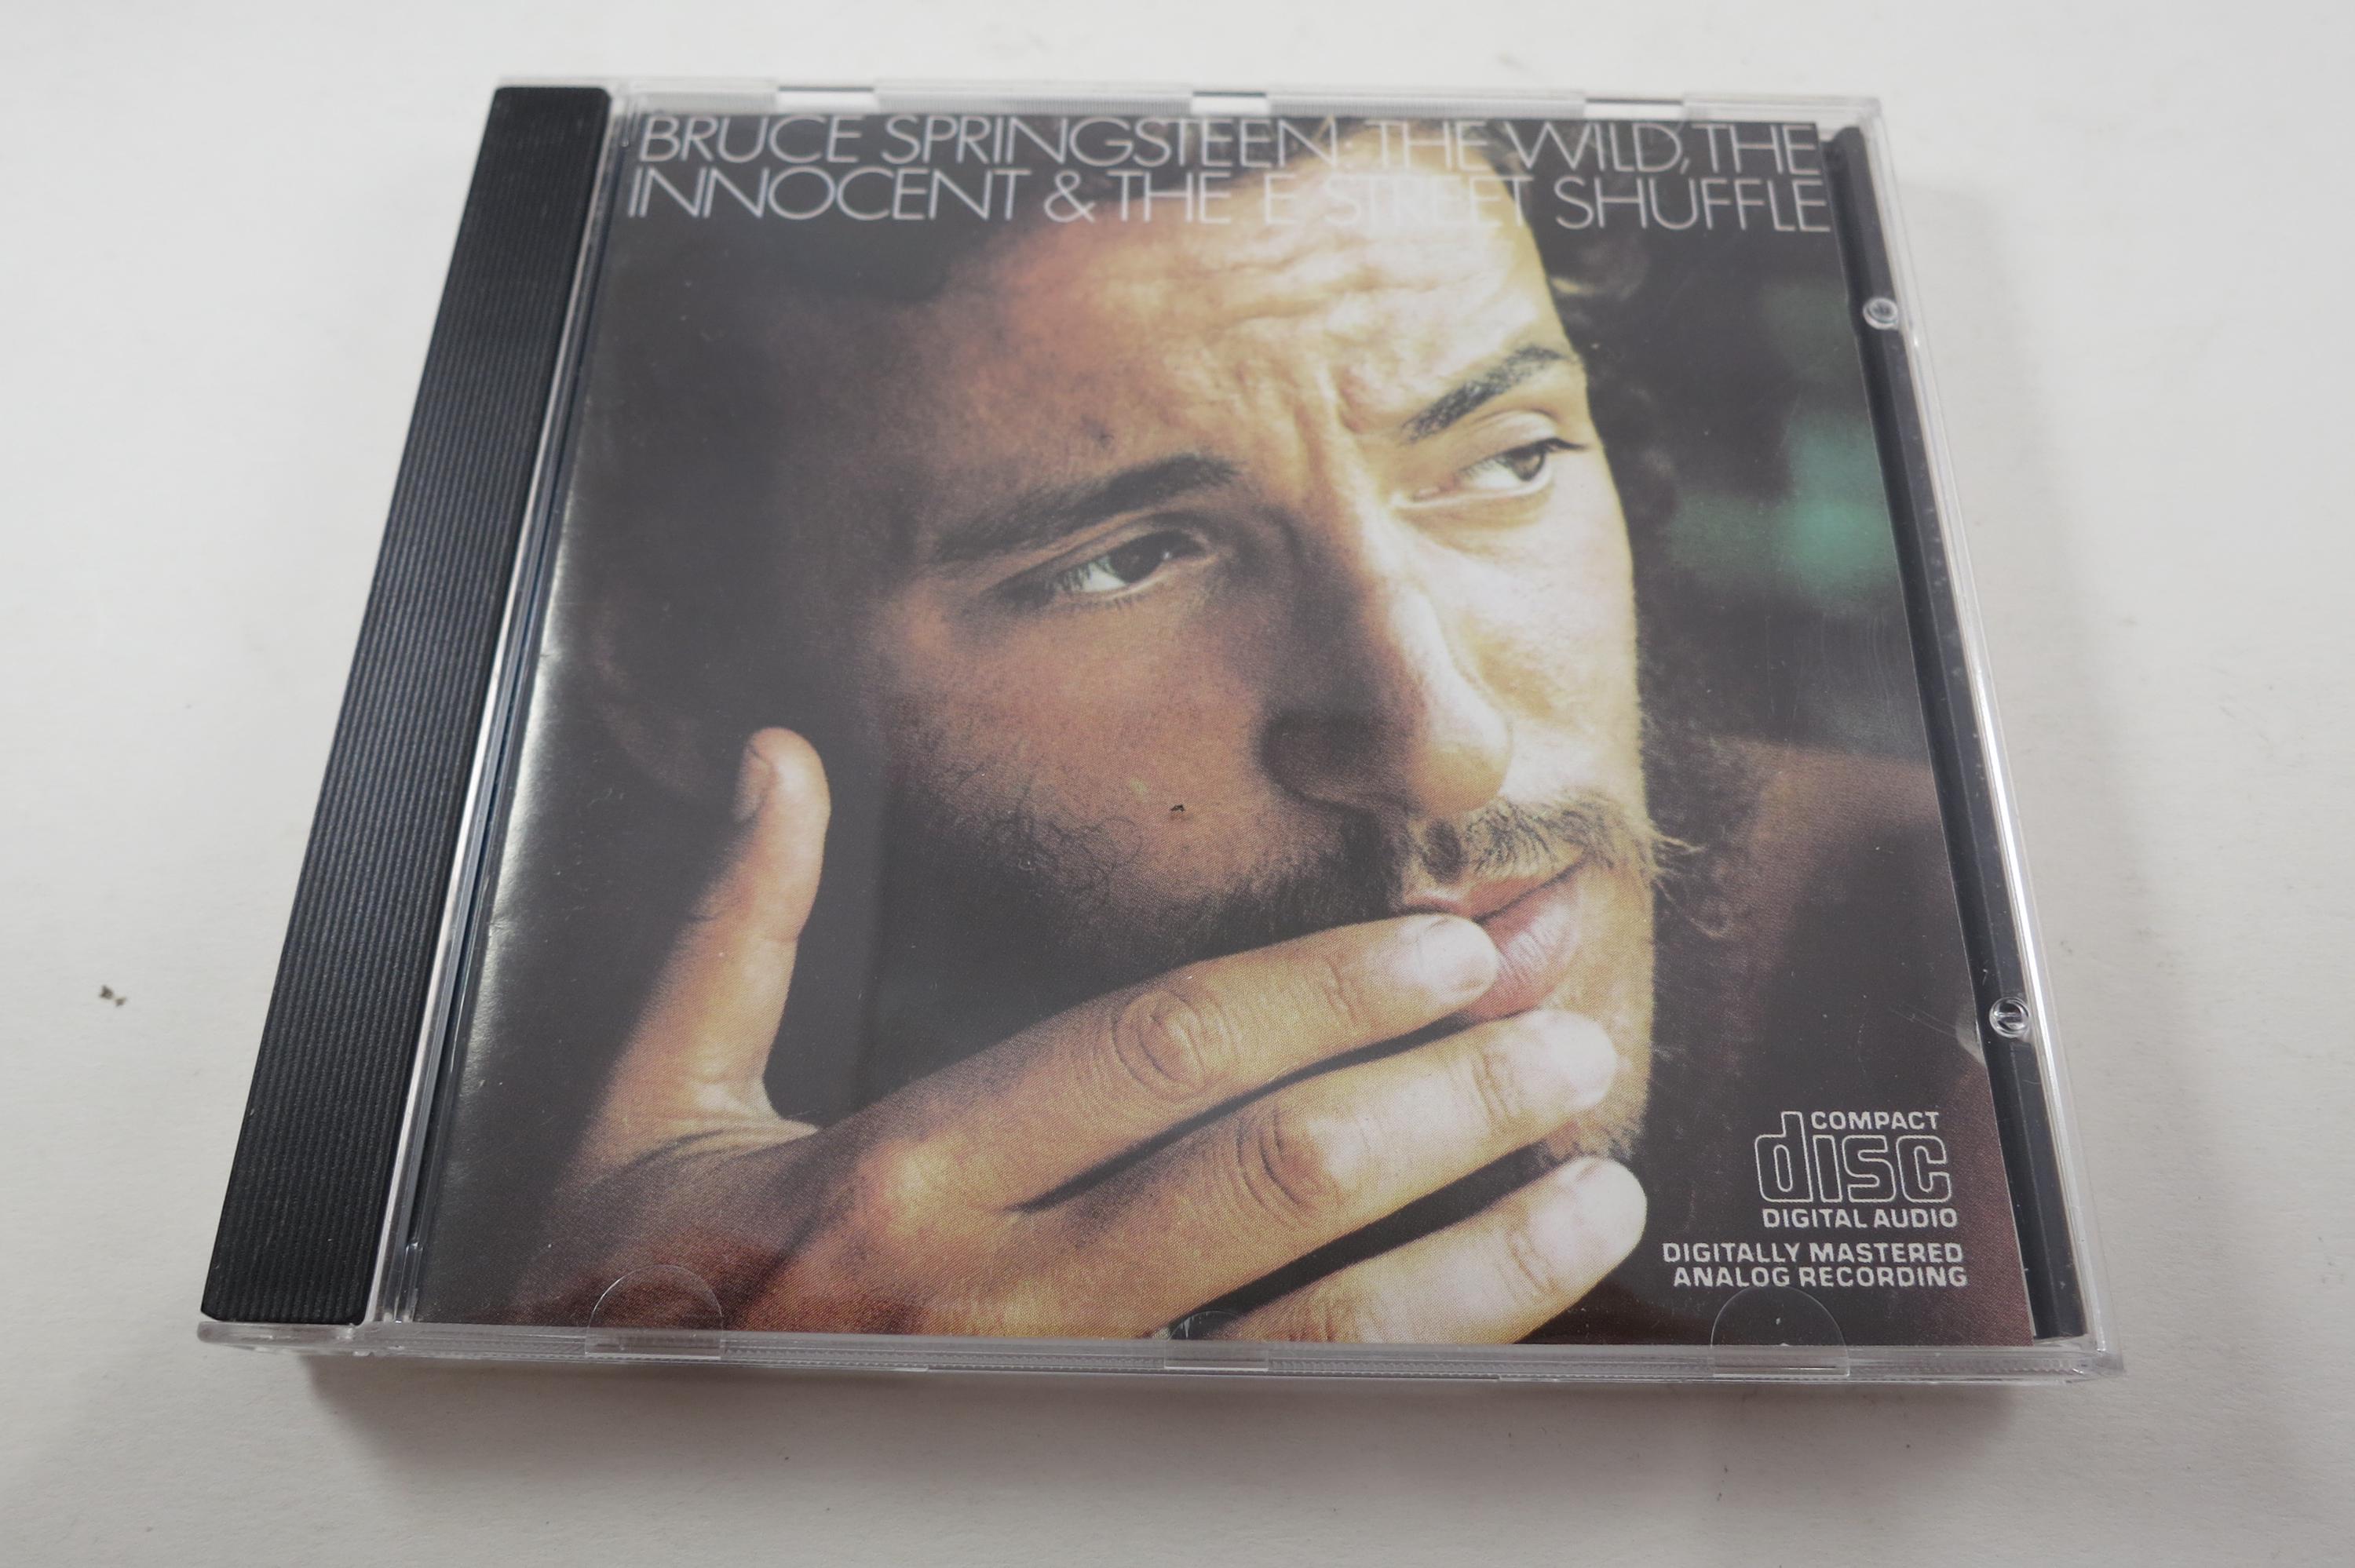 BRUCE SPRINGSTEEN: THE WILD, THE
INNOCENT & THE E STREET SHUFFLE
COMPACT
disc
DIGITAL AUDIO
DIGITALLY MASTERED
ANALOG RECORDING